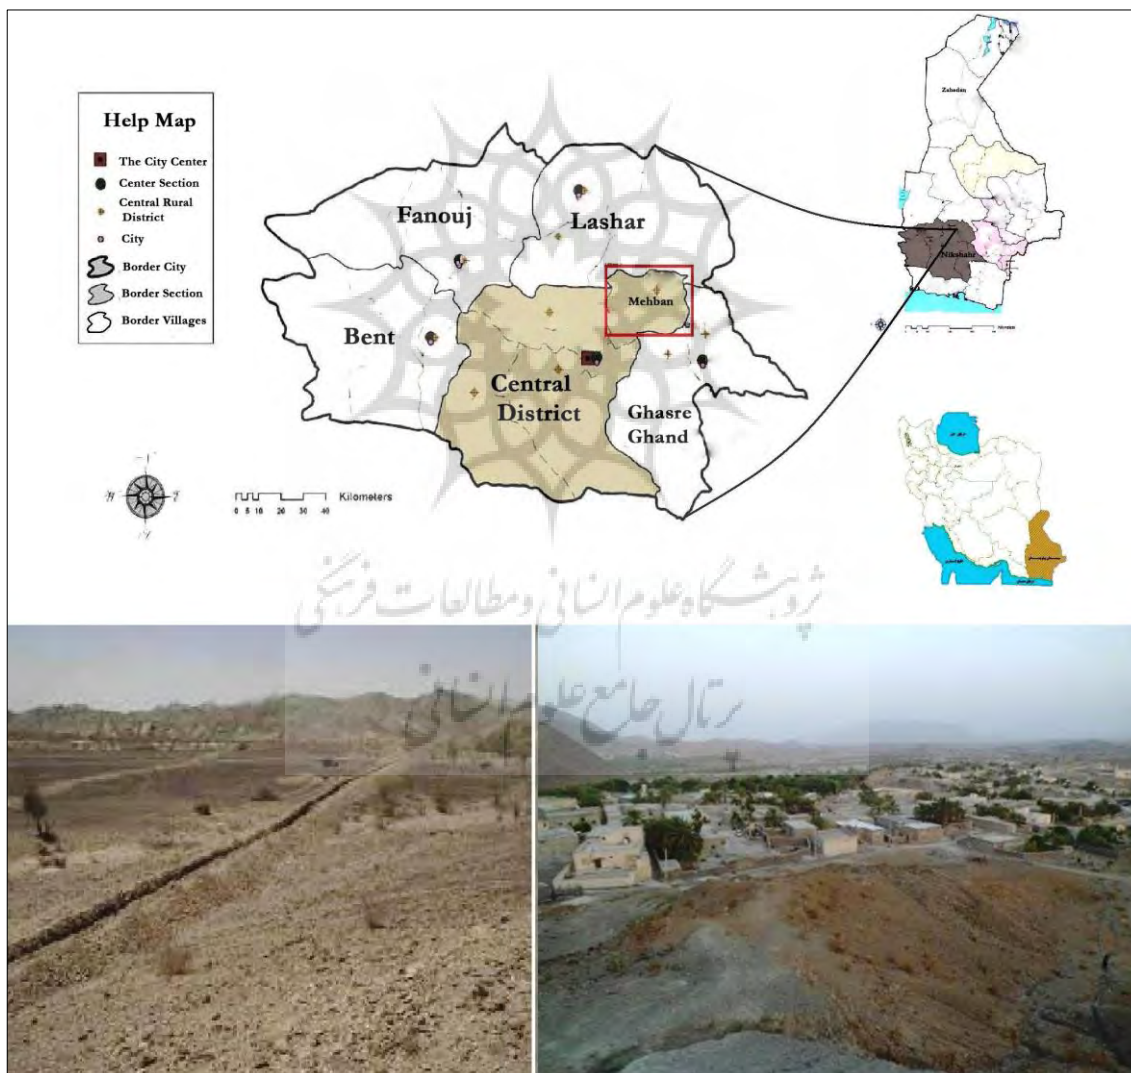 Help Map
The City Center
Center Section
Central Rural
District
City
Border City
Border Section
Border Villages
Fanouj
Lashar
Mehban
Bent
Central
District
Ghasre
Ghand
Kilometers
0 5 10 20 30 40
Zahedan
Nikshahr
پژوهشگاه علوم انسانی و مطالعات فرهنگی
پرتال جامع علوم انسانی